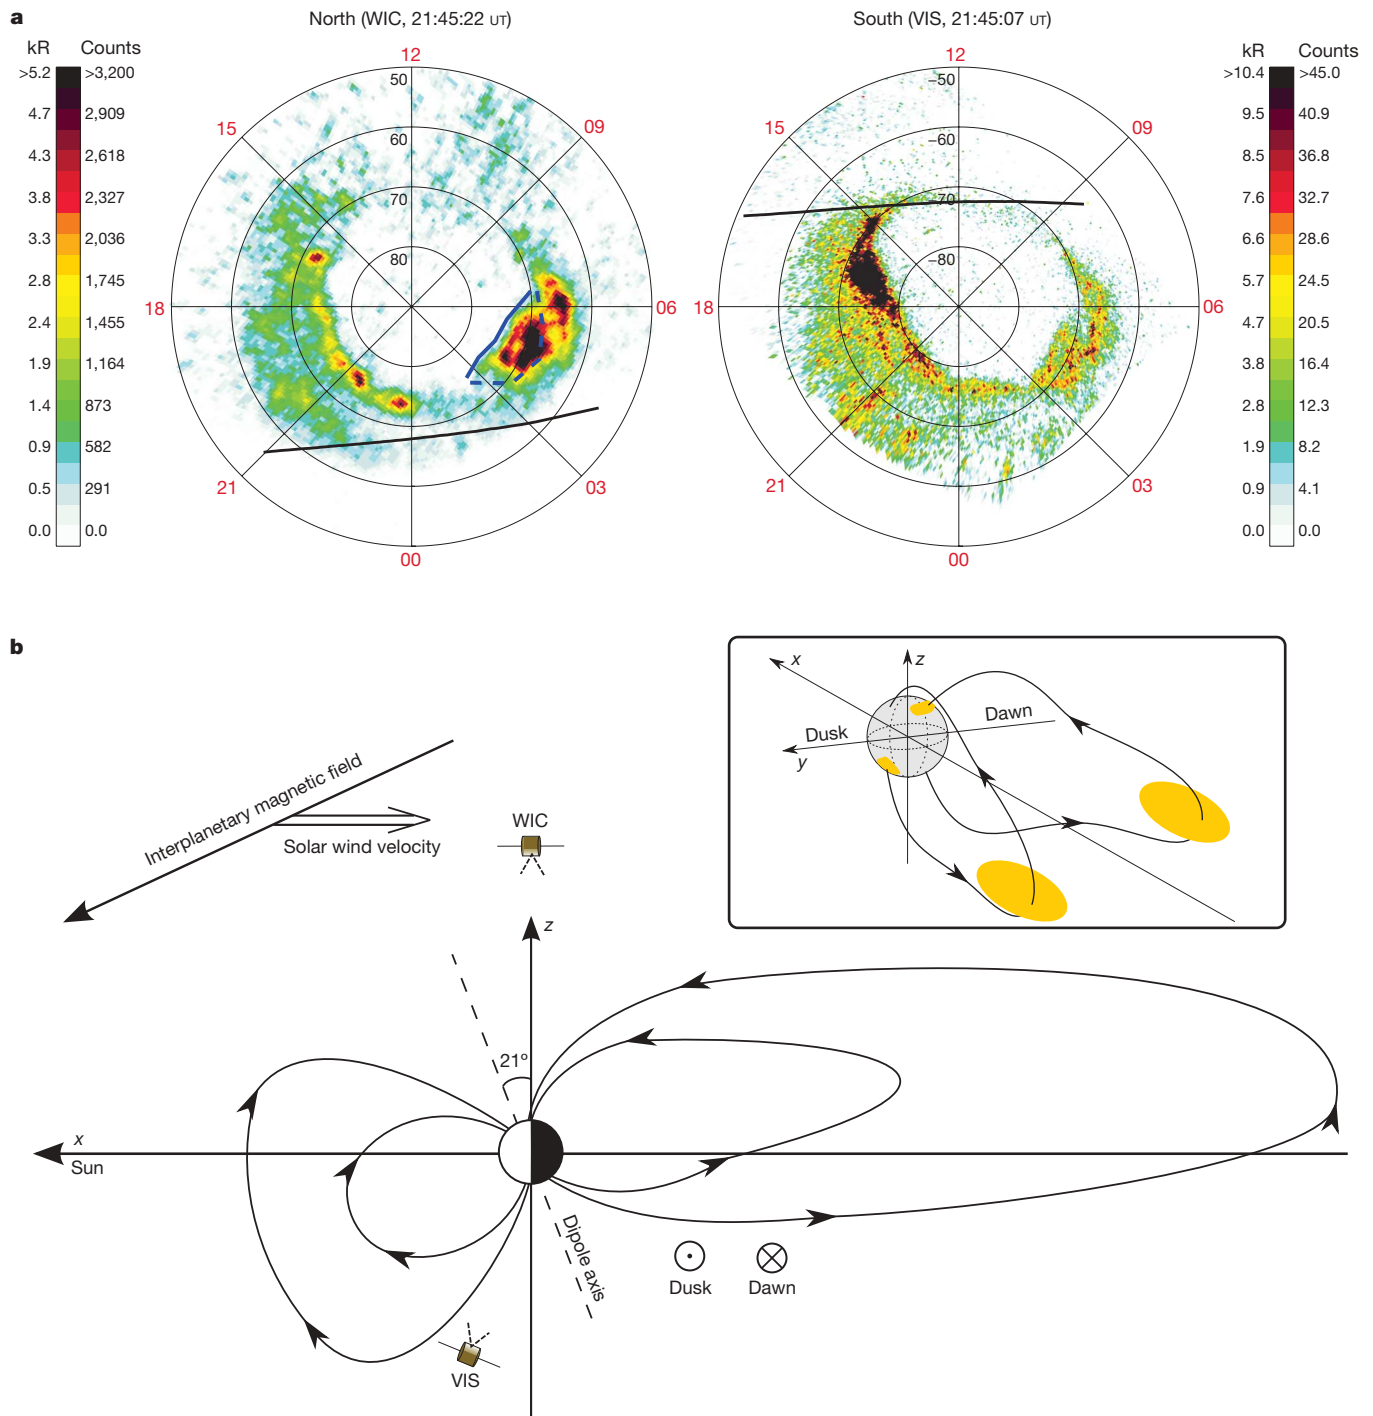 a
North (WIC, 21:45:22 UT)
South (VIS, 21:45:07 UT)
kR Counts
>5.2 >3,200
4.7 2,909
4.3 2,618
3.8 2,327
3.3 2,036
2.8 1,745
2.4 1,455
1.9 1,164
1.4 873
0.9 582
0.5 291
0.0 0.0
12
15
09
18
06
21
03
00
50
60
70
80
12
15
09
18
06
21
03
00
−50
−60
−70
−80
kR Counts
>10.4 >45.0
9.5 40.9
8.5 36.8
7.6 32.7
6.6 28.6
5.7 24.5
4.7 20.5
3.8 16.4
2.8 12.3
1.9 8.2
0.9 4.1
0.0 0.0
b
x
z
Dusk
Dawn
y
Interplanetary magnetic field
Solar wind velocity
WIC
z
21º
x
Sun
Dipole axis
Dusk
Dawn
VIS